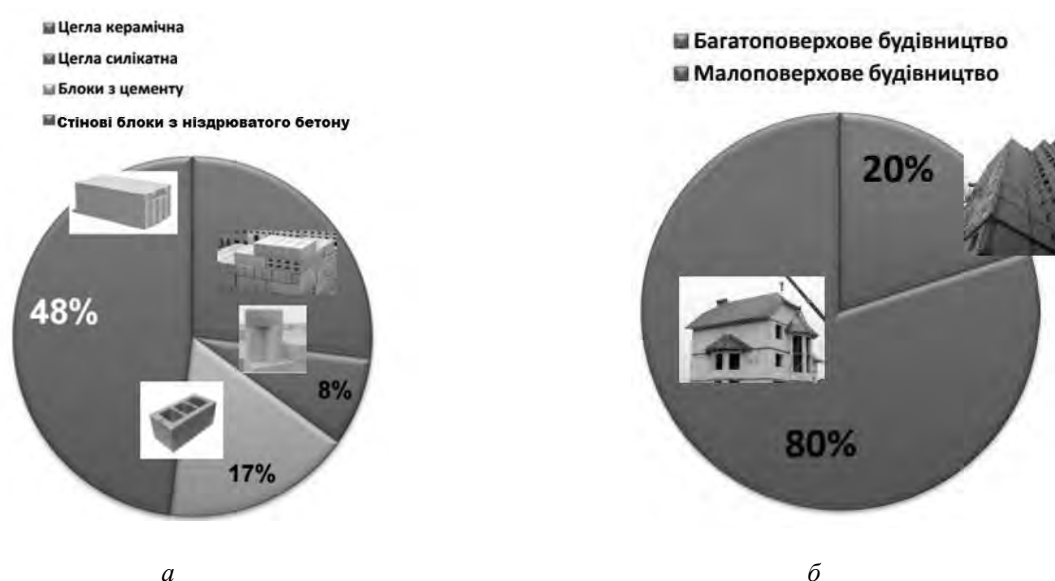 Цегла керамічна
Цегла силікатна
Блоки з цементу
Стінові блоки з ніздрюватого бетону
48%
8%
17%
а
Багатоповерхове будівництво
Малоповерхове будівництво
20%
80%
б